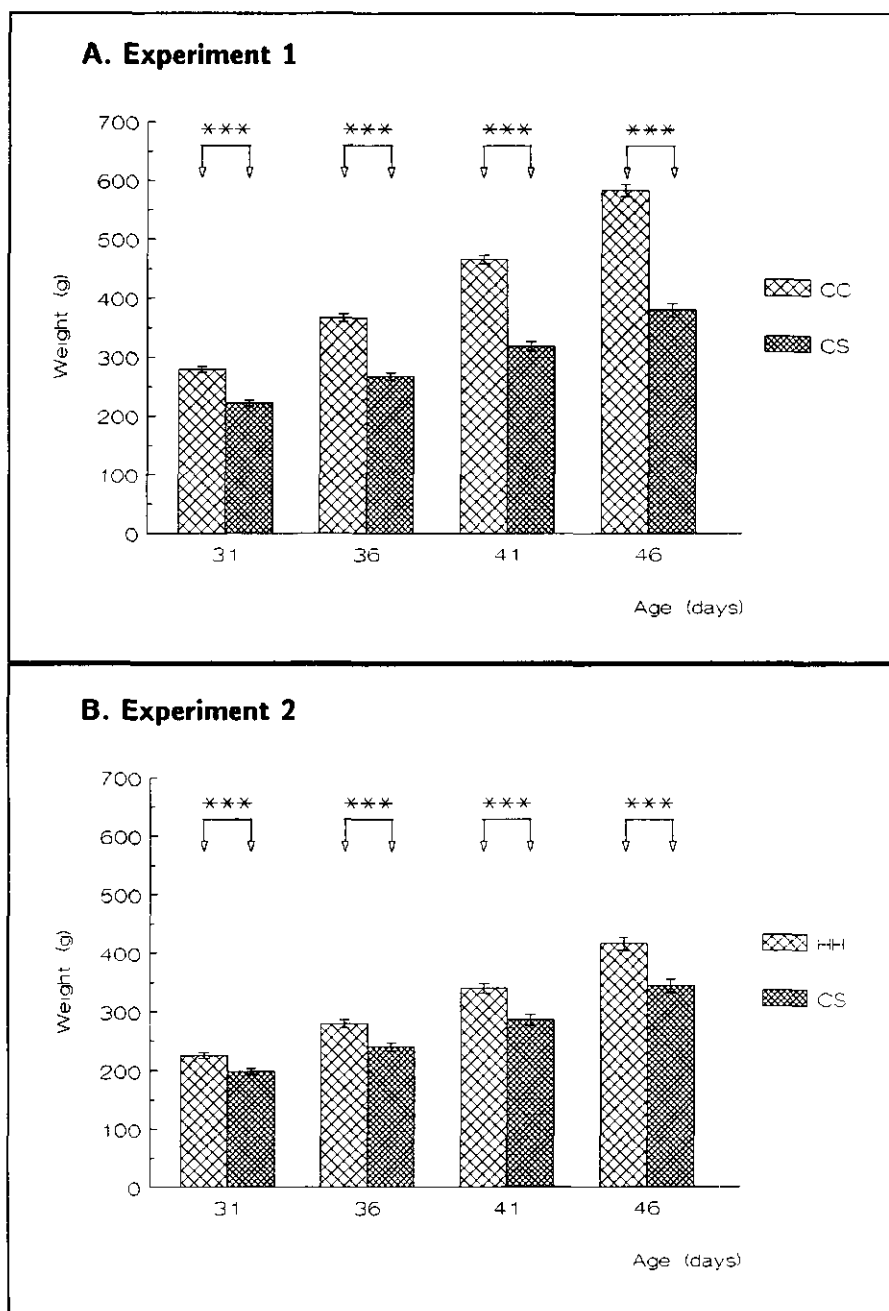 A. Experiment 1
700
600
500
400
300
200
100
0
Weight (g)
*** *** *** ***
CC
CS
31 36 41 46
Age (days)
B. Experiment 2
700
600
500
400
300
200
100
0
Weight (g)
*** *** *** ***
HH
CS
31 36 41 46
Age (days)